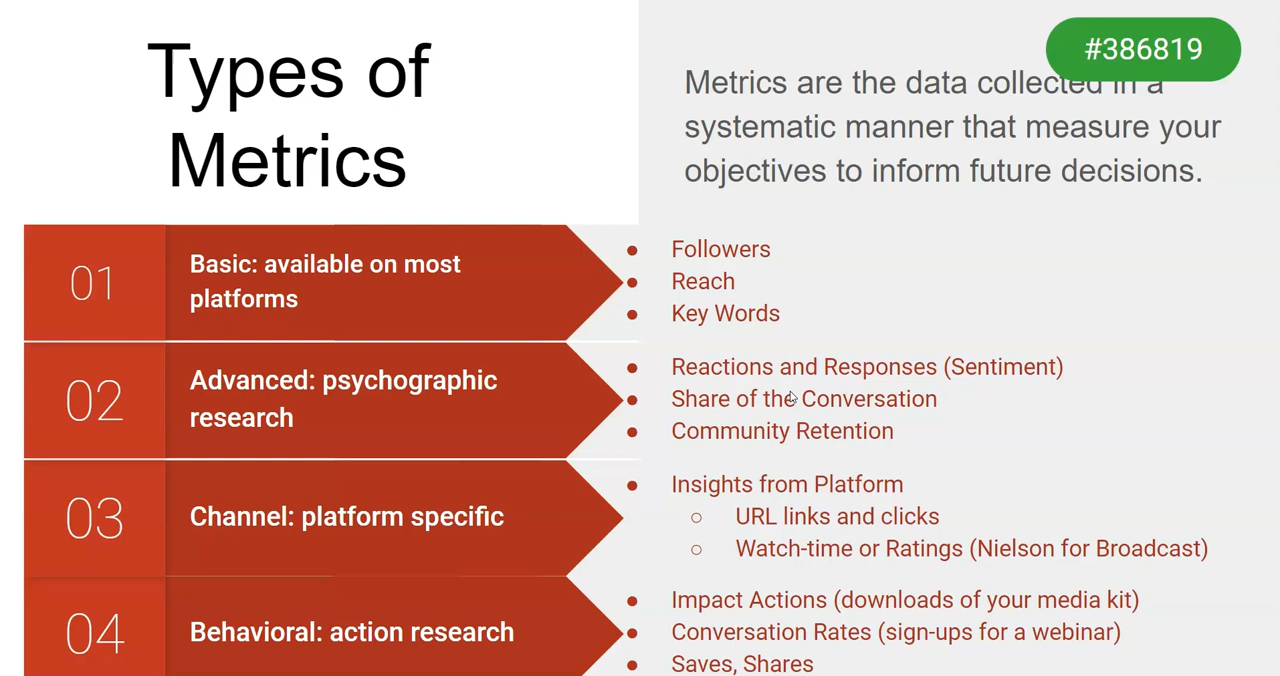 Types of
Metrics
#386819
Metrics are the data collected in a
systematic manner that measure your
objectives to inform future decisions.
01
Basic: available on most
platforms
Followers
Reach
Key Words
02
Advanced: psychographic
research
Reactions and Responses (Sentiment)
Share of the Conversation
Community Retention
03
Channel: platform specific
Insights from Platform
URL links and clicks
Watch-time or Ratings (Nielson for Broadcast)
04
Behavioral: action research
Impact Actions (downloads of your media kit)
Conversation Rates (sign-ups for a webinar)
Saves, Shares